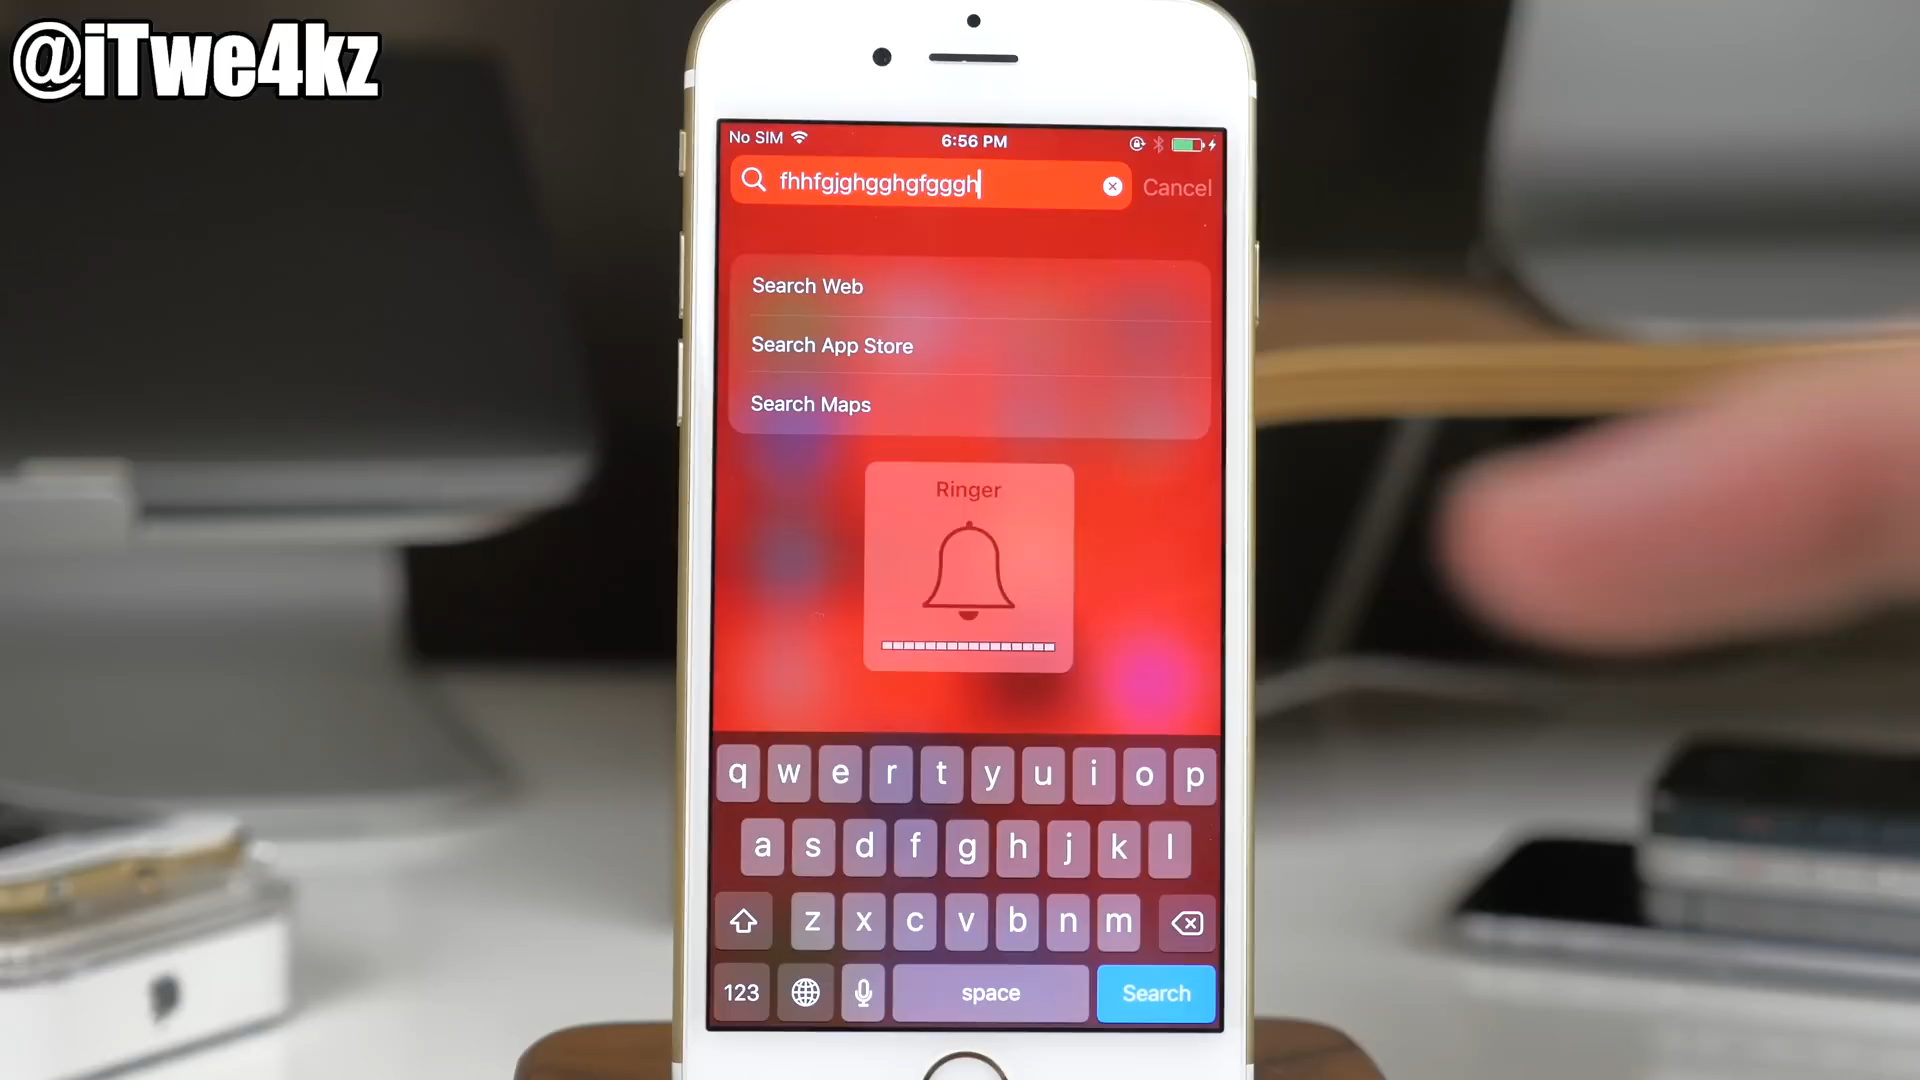 @iTwe4kz
No SIM 6:56 PM
fhhfgjghgghgfgggh Cancel
Search Web
Search App Store
Search Maps
Ringer
q w e r t y u i o p
a s d f g h j k l
z x c v b n m
123 space Search